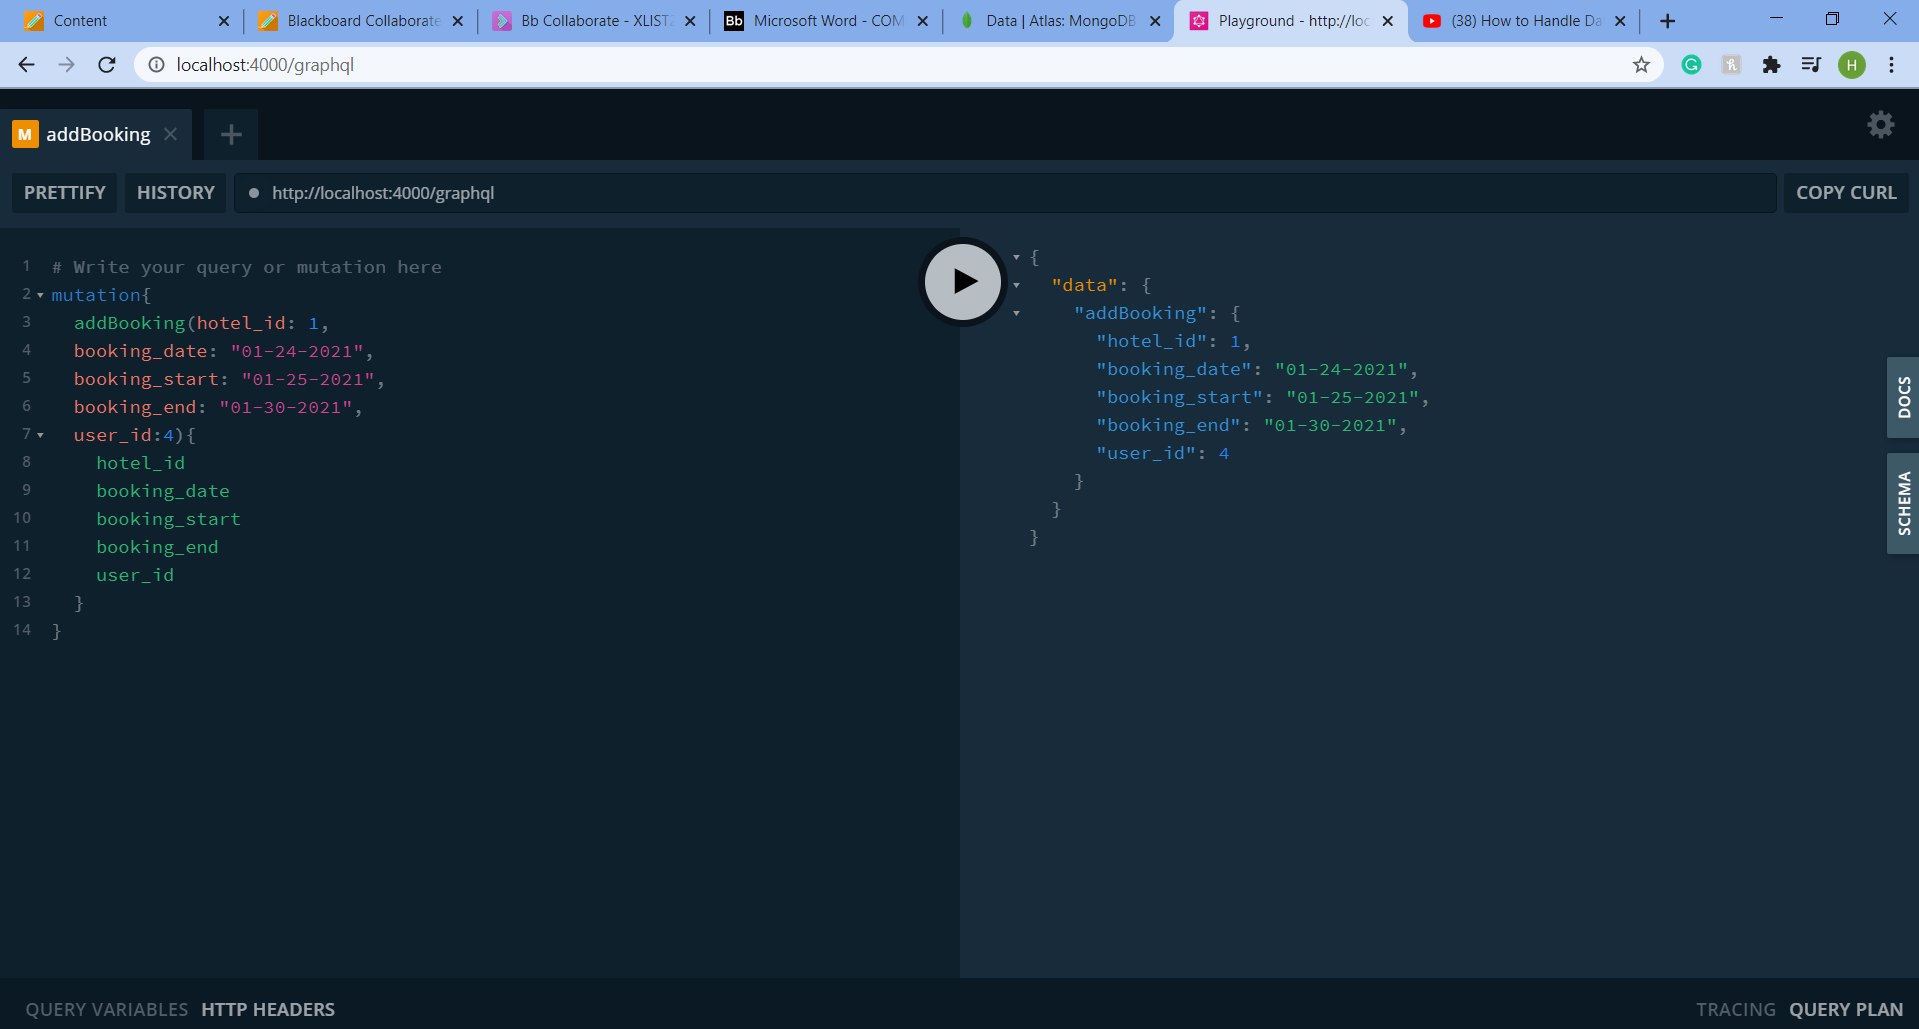 Content
Blackboard Collaborate
Bb Collaborate - XLIST
Bb
Microsoft Word - COM
Data | Atlas: MongoDB
Playground - http://loc
(38) How to Handle Da
localhost:4000/graphql
H
M addBooking
PRETTIFY HISTORY http://localhost:4000/graphql COPY CURL
1 # Write your query or mutation here
2 mutation{
3 addBooking(hotel_id: 1,
4 booking_date: "01-24-2021",
5 booking_start: "01-25-2021",
6 booking_end: "01-30-2021",
7 user_id:4){
8 hotel_id
9 booking_date
10 booking_start
11 booking_end
12 user_id
13 }
14 }
{
"data": {
"addBooking": {
"hotel_id": 1,
"booking_date": "01-24-2021",
"booking_start": "01-25-2021",
"booking_end": "01-30-2021",
"user_id": 4
}
}
}
DOCS
SCHEMA
QUERY VARIABLES HTTP HEADERS
TRACING QUERY PLAN